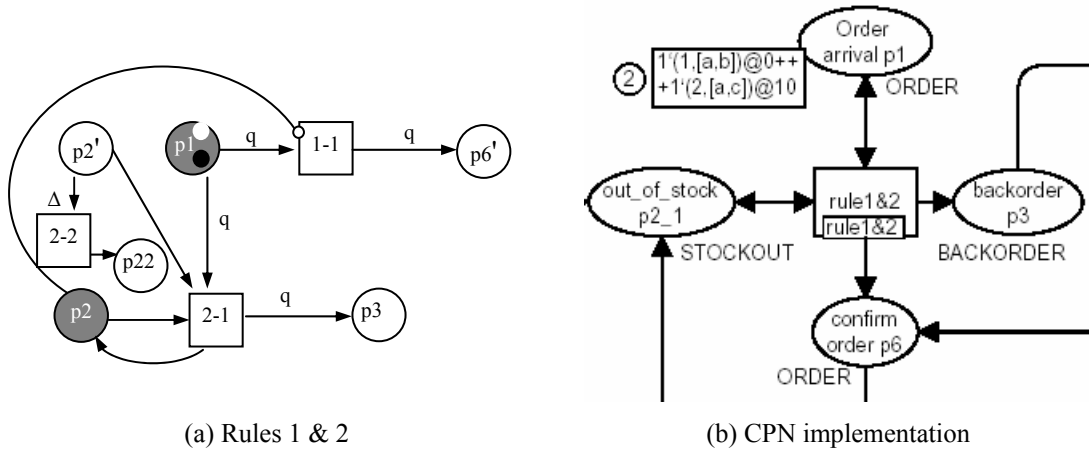 p2'
p1
q
1-1
q
p6'
Δ
q
2-2
p22
p2
2-1
q
p3
(a) Rules 1 & 2
Order
arrival p1
2
1`(1,[a,b])@0++
+1`(2,[a,c])@10
ORDER
out_of_stock
p2_1
STOCKOUT
rule1&2
rule1&2
backorder
p3
BACKORDER
confirm
order p6
ORDER
(b) CPN implementation